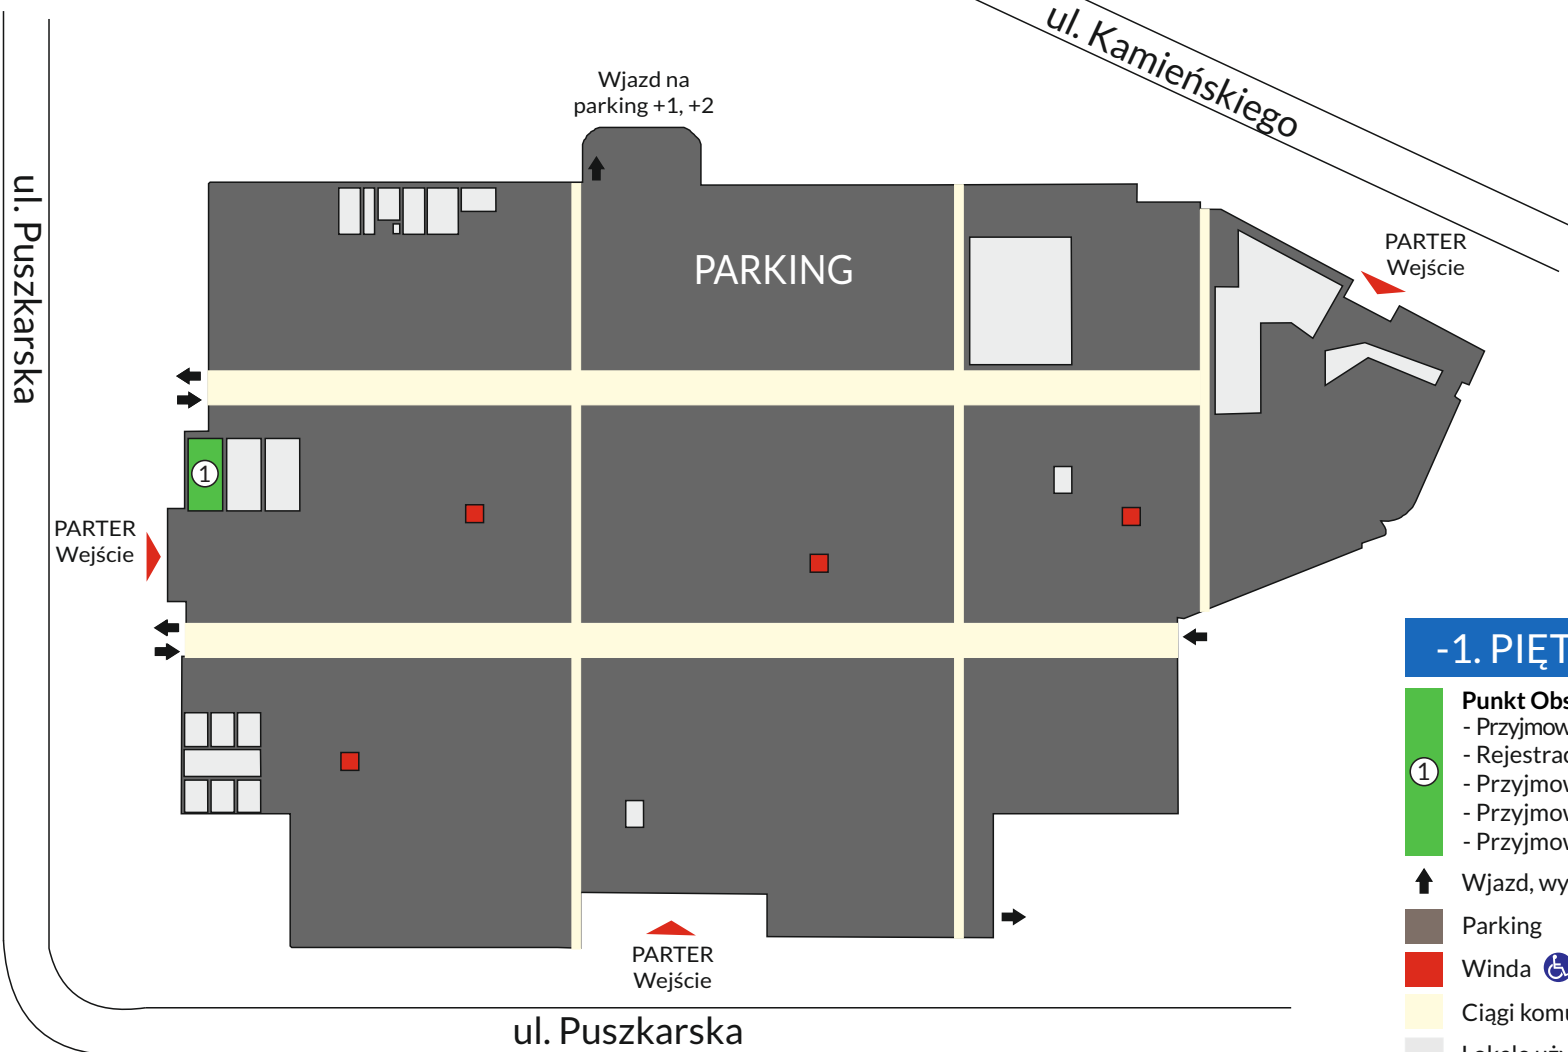 ul. Kamieńskiego
Wjazd na
parking +1, +2
ul. Puszkarska
PARKING
PARTER
Wejście
1
PARTER
Wejście
PARTER
Wejście
ul. Puszkarska
-1. PIĘT
Punkt Obs
- Przyjmow
- Rejestrac
- Przyjmow
- Przyjmow
- Przyjmow
1
Wjazd, wy
Parking
Winda
Ciągi komu